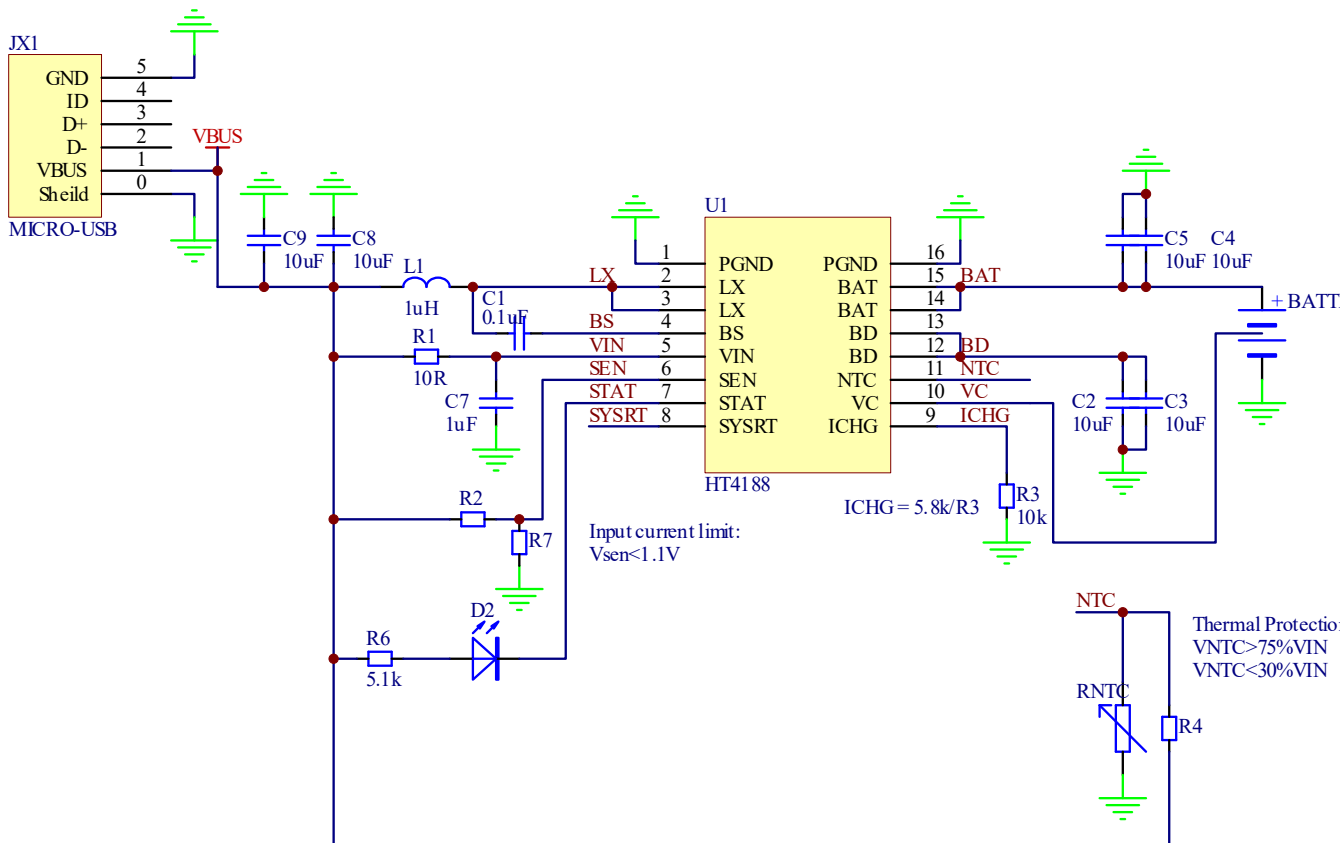 JX1
GND 5
ID 4
D+ 3
D- 2
VBUS 1
Sheild 0
MICRO-USB
VBUS
C9
10uF
C8
10uF
L1
1uH
C1
0.1uF
R1
10R
C7
1uF
LX
BS
VIN
SEN
STAT
SYSRT
U1
1 PGND PGND 16
2 LX BAT 15
3 LX BAT 14
4 BS BD 13
5 VIN BD 12
6 SEN NTC 11
7 STAT VC 10
8 SYSRT ICHG 9
HT4188
BAT
BD
NTC
VC
ICHG
C5 C4
10uF 10uF
+ BATT
C2 C3
10uF 10uF
R3
10k
ICHG = 5.8k/R3
R2
R7
Input current limit:
Vsen<1.1V
D2
R6
5.1k
NTC
RNTC
R4
Thermal
VNTC>75%VIN
VNTC<30%VIN